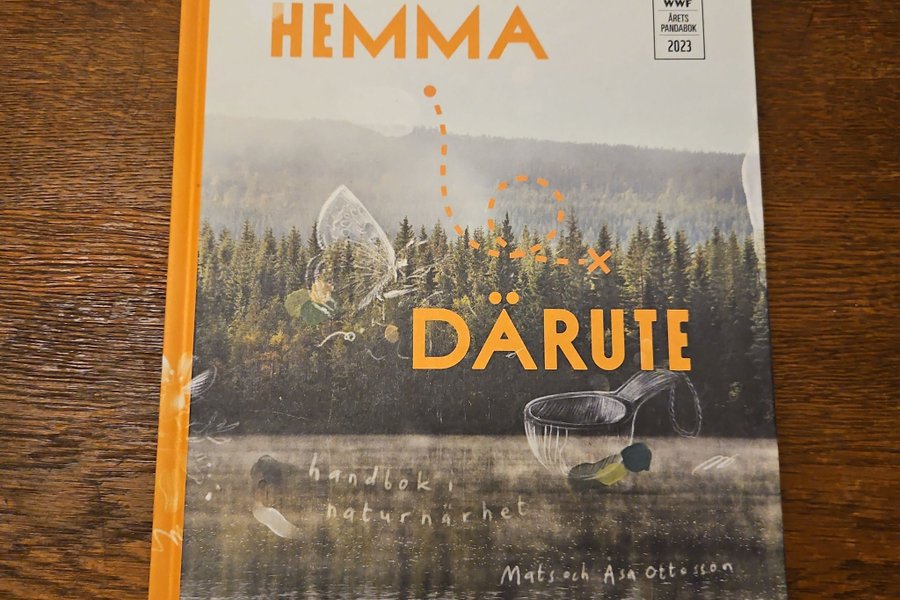 HEMMA
WWF
ÅRETS
PANDABOK
2023
DÄRUTE
handbok i
naturnärhet
Mats och Åsa Ottosson